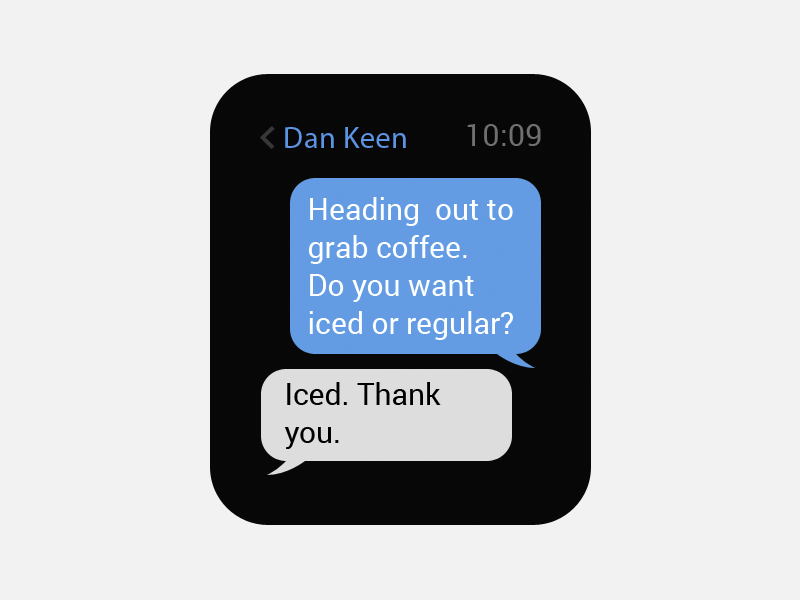 Dan Keen 10:09
Heading  out to
grab coffee.
Do you want
iced or regular?
Iced. Thank
you.